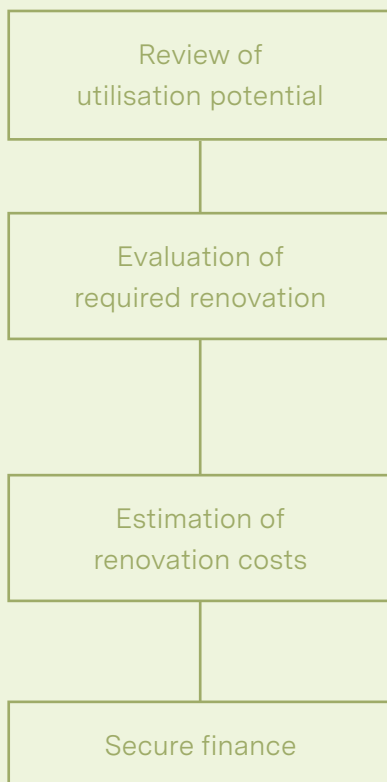 Review of
utilisation potential
Evaluation of
required renovation
Estimation of
renovation costs
Secure finance